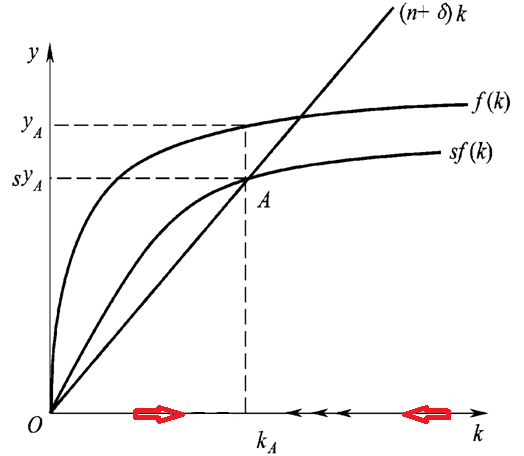 (n+ δ)k
y
f(k)
y_A
sf(k)
sy_A
A
O
k_A
k